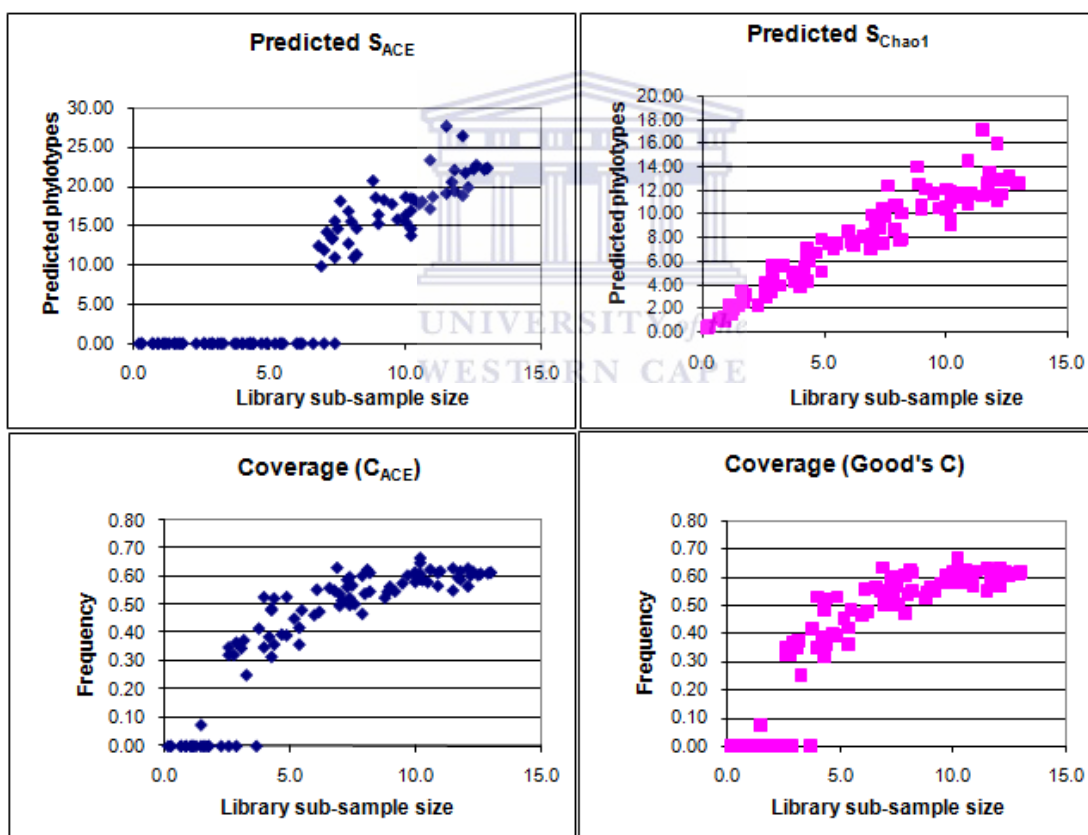 Predicted SACE
Predicted phylotypes
30.00
25.00
20.00
15.00
10.00
5.00
0.00
0.0 5.0 10.0 15.0
Library sub-sample size
Predicted SChao1
Predicted phylotypes
20.00
18.00
16.00
14.00
12.00
10.00
8.00
6.00
4.00
2.00
0.00
0.0 5.0 10.0 15.0
Library sub-sample size
UNIVERSITY of the
WESTERN CAPE
Coverage (CACE)
Frequency
0.80
0.70
0.60
0.50
0.40
0.30
0.20
0.10
0.00
0.0 5.0 10.0 15.0
Library sub-sample size
Coverage (Good's C)
Frequency
0.80
0.70
0.60
0.50
0.40
0.30
0.20
0.10
0.00
0.0 5.0 10.0 15.0
Library sub-sample size